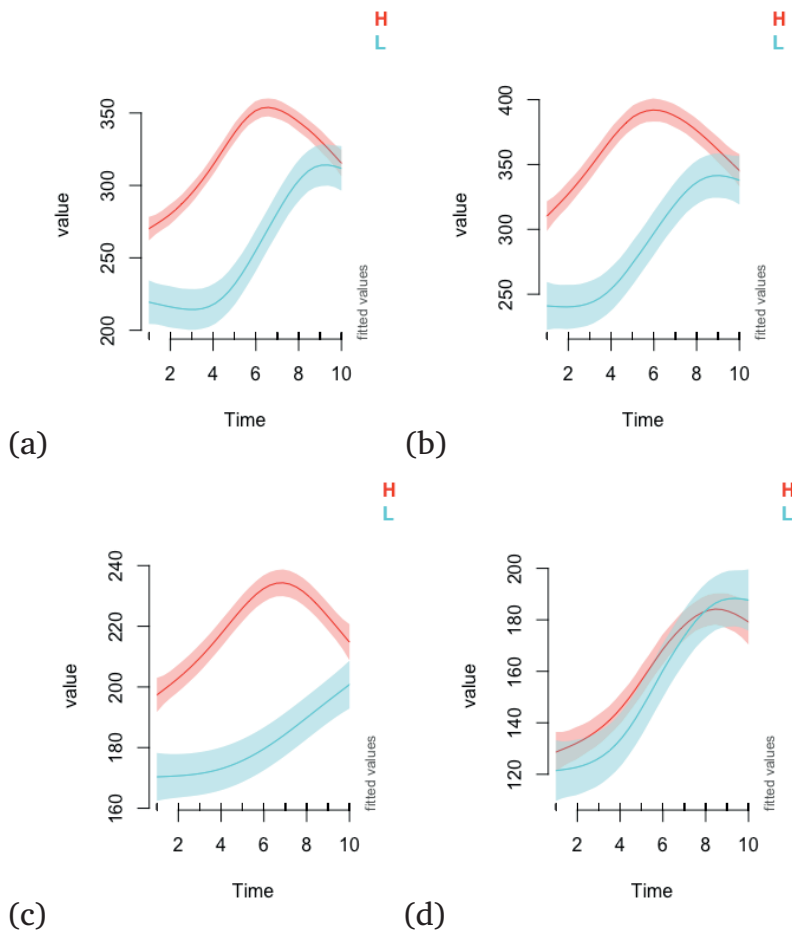 H
L
value
200 250 300 350
2 4 6 8 10
Time
fitted values
(a)
H
L
value
250 300 350 400
2 4 6 8 10
Time
fitted values
(b)
H
L
value
160 180 200 220 240
2 4 6 8 10
Time
fitted values
(c)
H
L
value
120 140 160 180 200
2 4 6 8 10
Time
fitted values
(d)